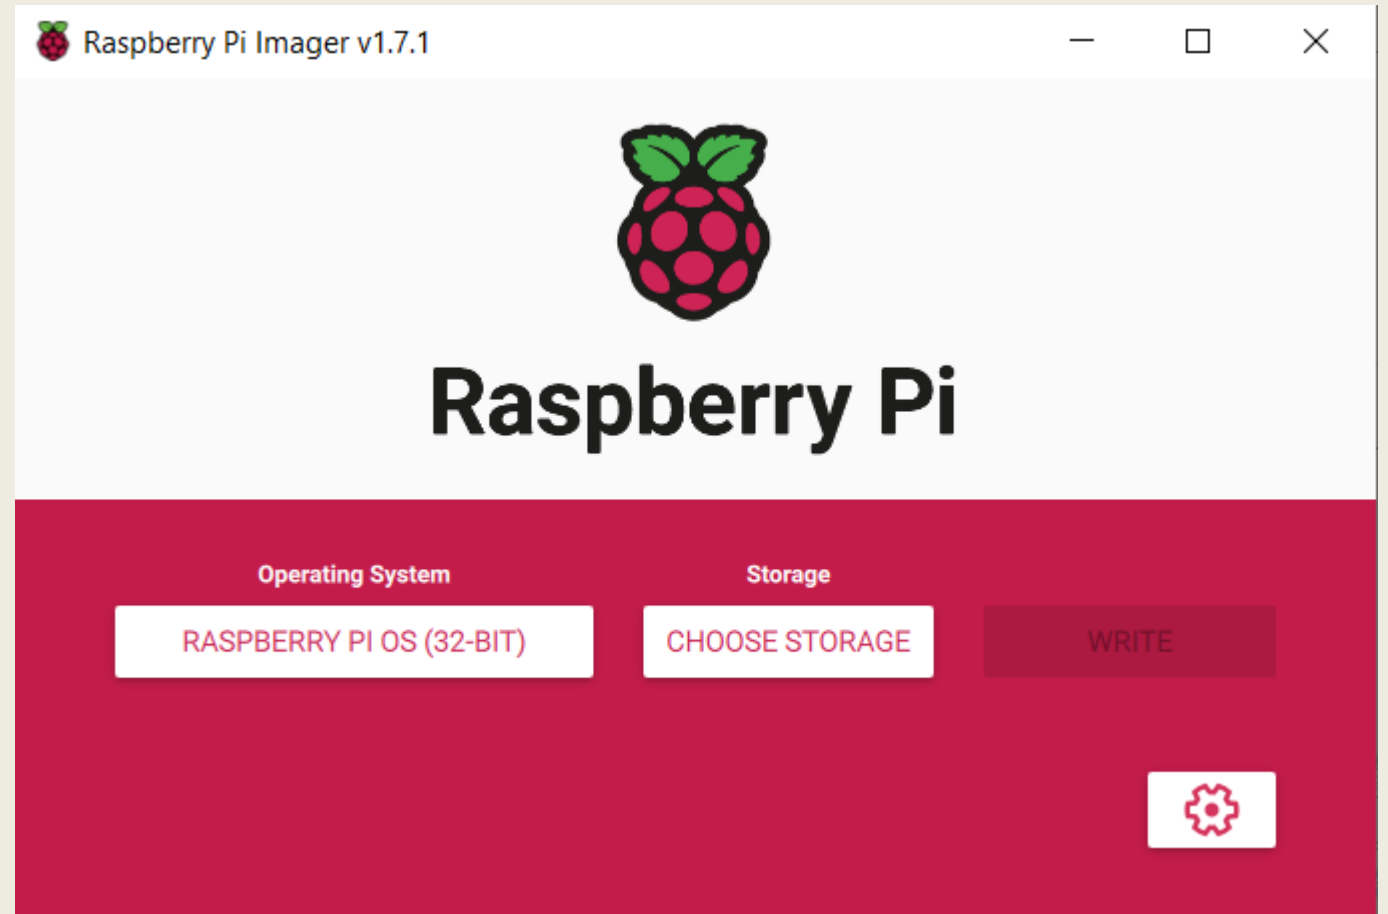 Raspberry Pi Imager v1.7.1
Raspberry Pi
Operating System
Storage
RASPBERRY PI OS (32-BIT)
CHOOSE STORAGE
WRITE